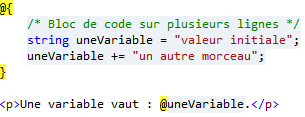 @{
/* Bloc de code sur plusieurs lignes */
string uneVariable = "valeur initiale";
uneVariable += "un autre morceau";
}
<p>Une variable vaut : @uneVariable.</p>